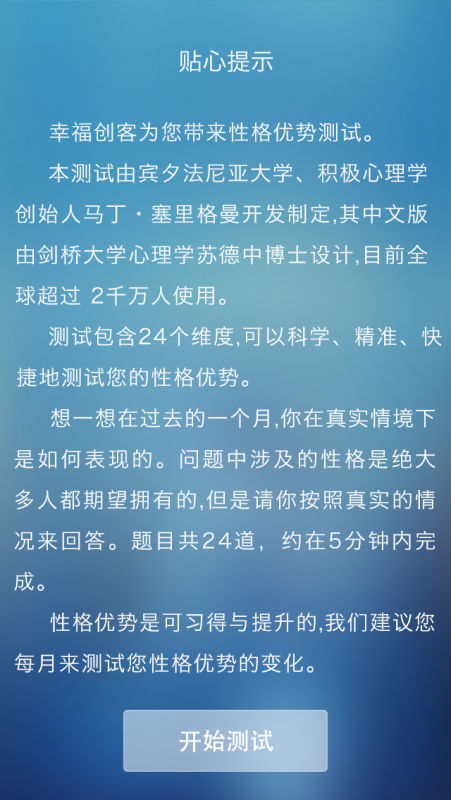 贴心提示
幸福创客为您带来性格优势测试。
本测试由宾夕法尼亚大学、积极心理学
创始人马丁·塞里格曼开发制定,其中文版
由剑桥大学心理学苏德中博士设计,目前全
球超过 2千万人使用。
测试包含24个维度,可以科学、精准、快
捷地测试您的性格优势。
想一想在过去的一个月,你在真实情境下
是如何表现的。问题中涉及的性格是绝大
多人都期望拥有的,但是请你按照真实的情
况来回答。题目共24道，约在5分钟内完
成。
性格优势是可习得与提升的,我们建议您
每月来测试您性格优势的变化。
开始测试